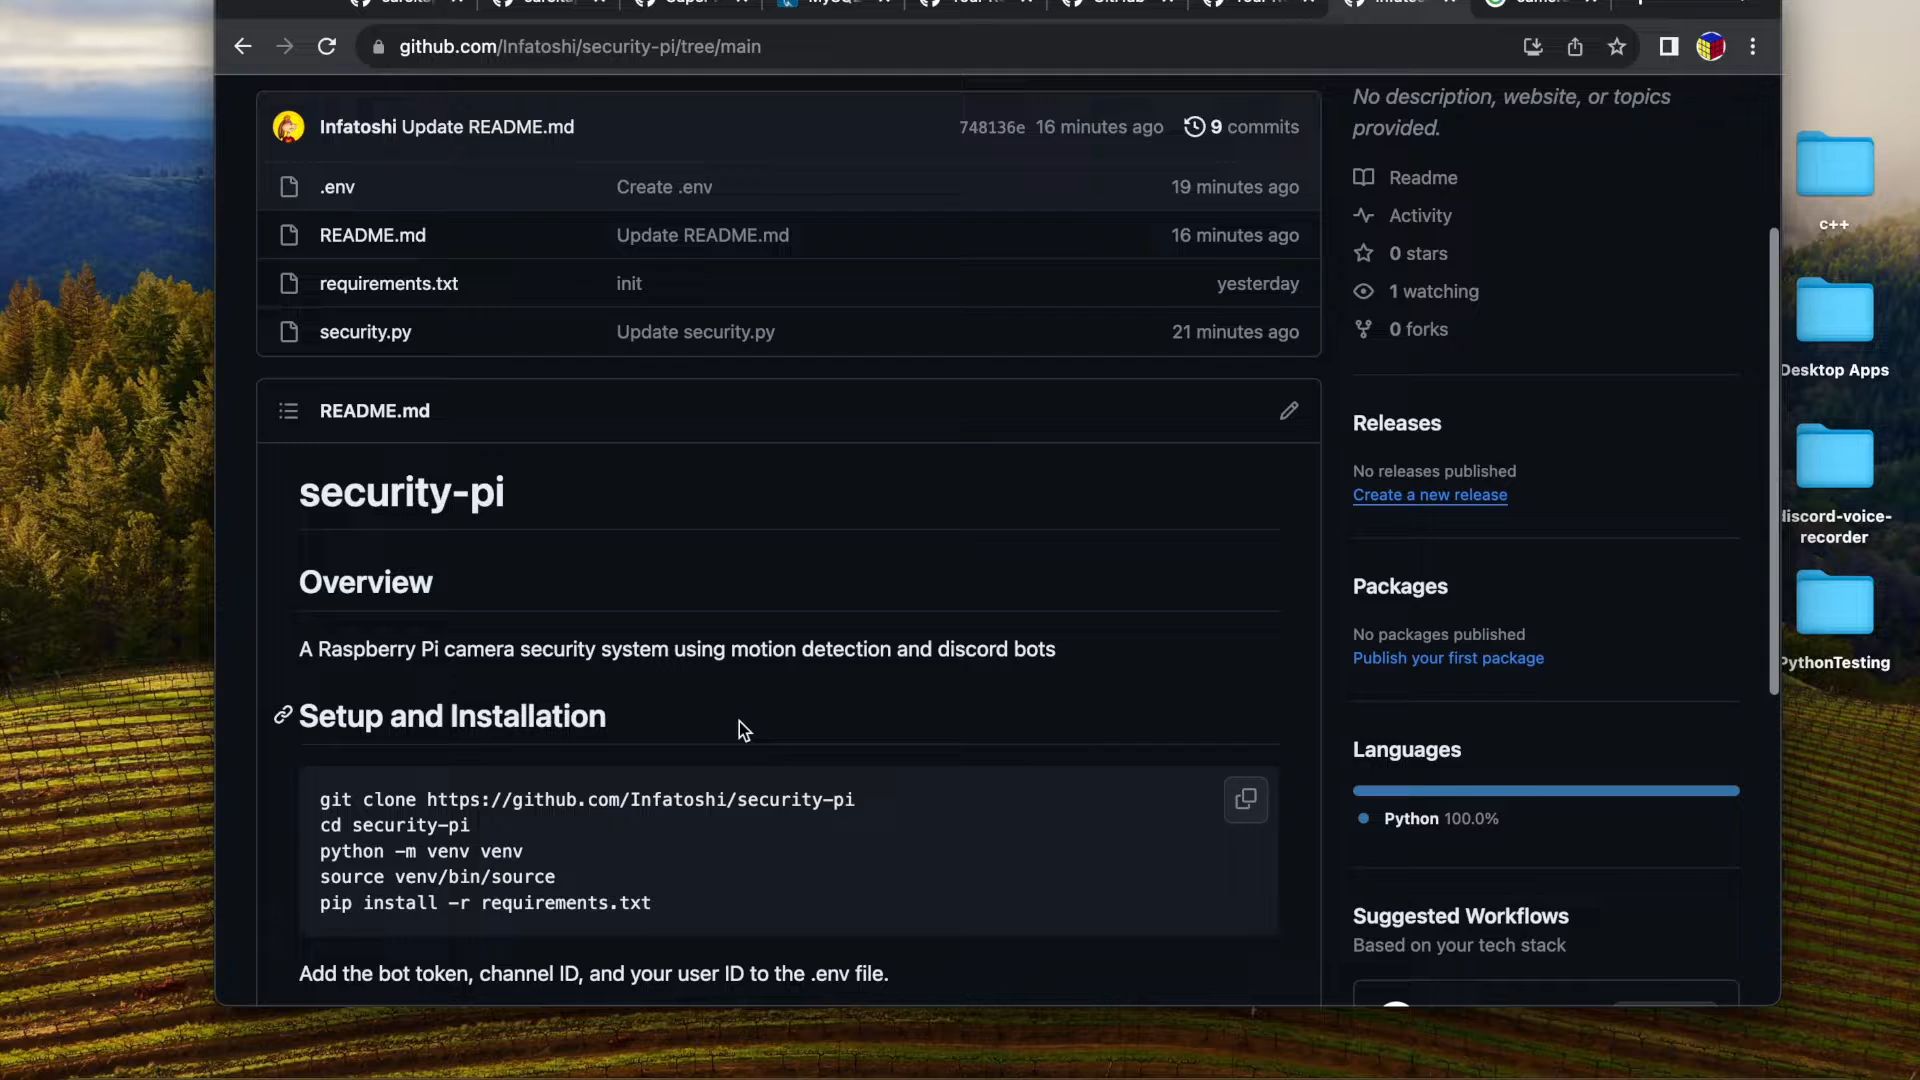 github.com/Infatoshi/security-pi/tree/main
Infatoshi Update README.md
748136e 16 minutes ago 9 commits
.env Create .env 19 minutes ago
README.md Update README.md 16 minutes ago
requirements.txt init yesterday
security.py Update security.py 21 minutes ago
README.md
security-pi
Overview
A Raspberry Pi camera security system using motion detection and discord bots
Setup and Installation
git clone https://github.com/Infatoshi/security-pi
cd security-pi
python -m venv venv
source venv/bin/source
pip install -r requirements.txt
Add the bot token, channel ID, and your user ID to the .env file.
No description, website, or topics
provided.
Readme
Activity
0 stars
1 watching
0 forks
Releases
No releases published
Create a new release
Packages
No packages published
Publish your first package
Languages
Python 100.0%
Suggested Workflows
Based on your tech stack
c++
Desktop Apps
discord-voice-
recorder
PythonTesting